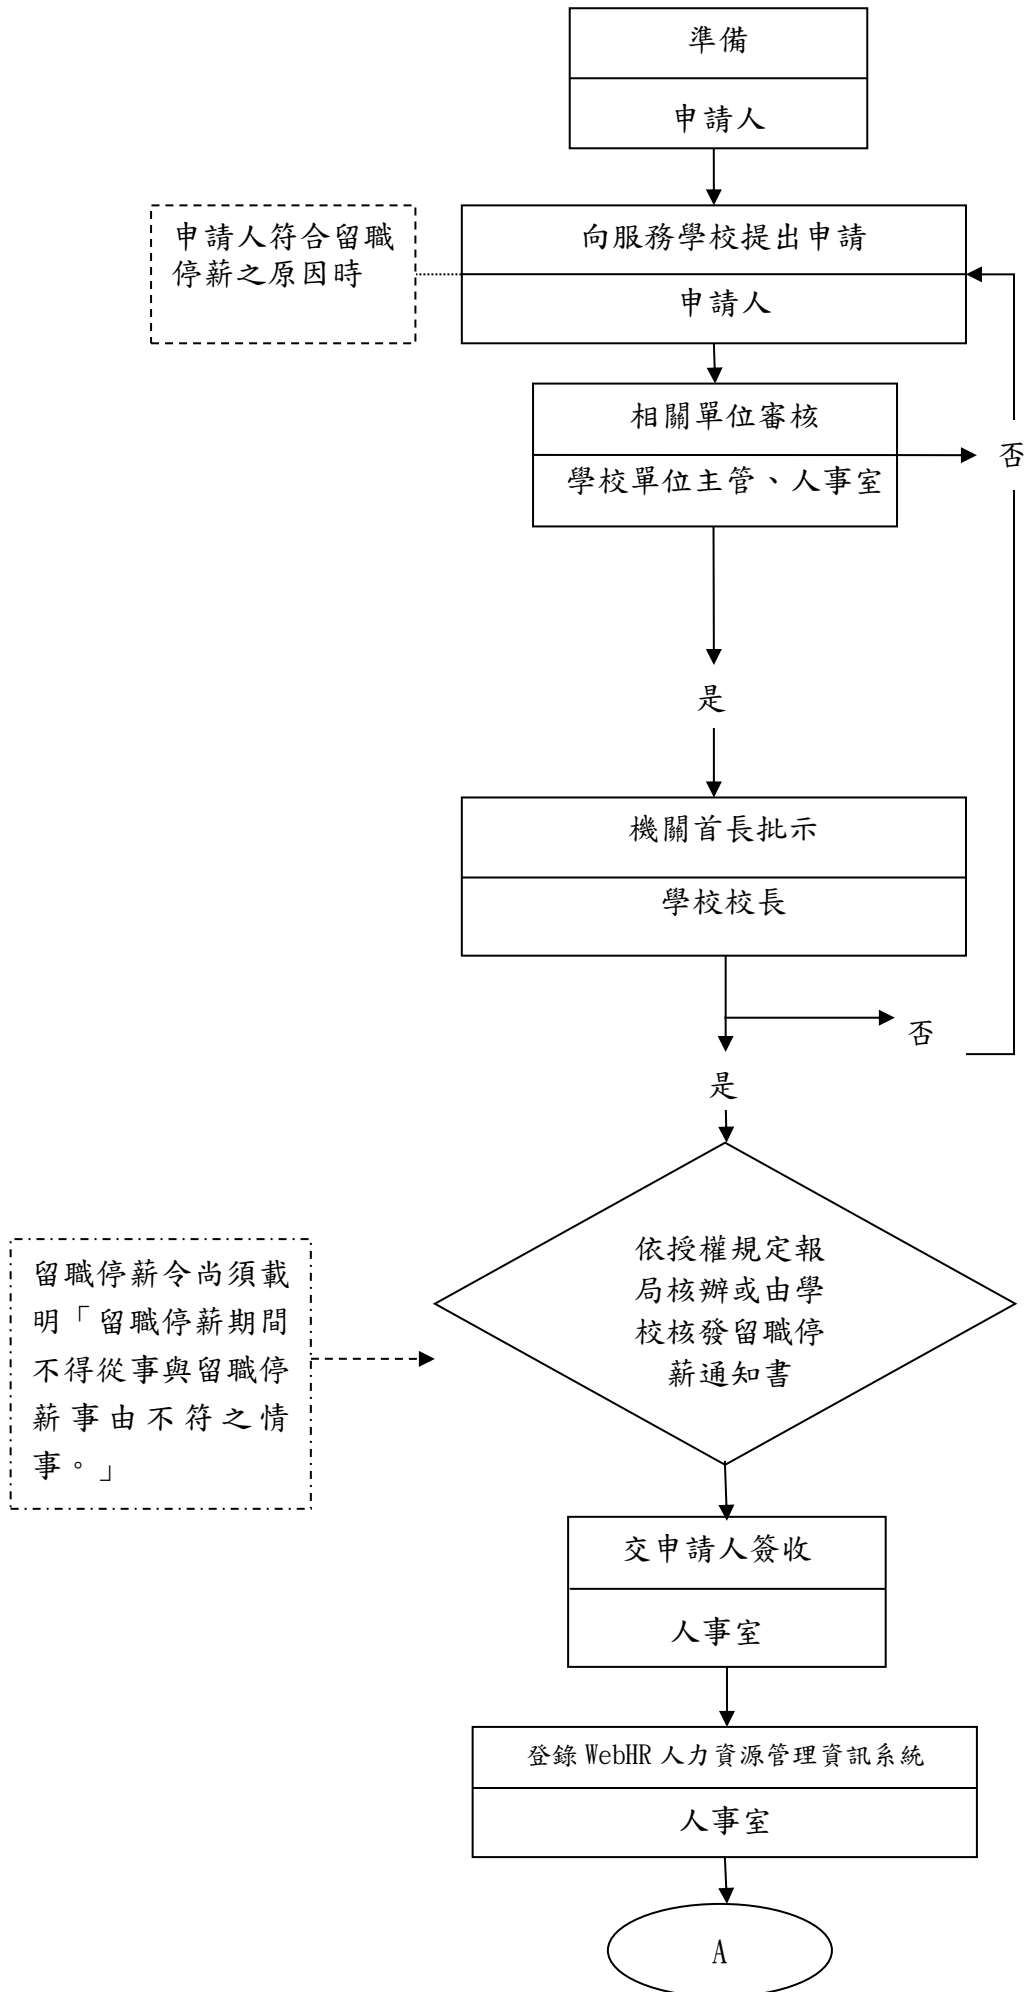 準備
申請人
申請人符合留職
停薪之原因時
向服務學校提出申請
申請人
相關單位審核
學校單位主管、人事室
否
是
機關首長批示
學校校長
否
是
依授權規定報
局核辦或由學
校核發留職停
薪通知書
留職停薪令尚須載
明「留職停薪期間
不得從事與留職停
薪事由不符之情
事。」
交申請人簽收
人事室
登錄 WebHR 人力資源管理資訊系統
人事室
A